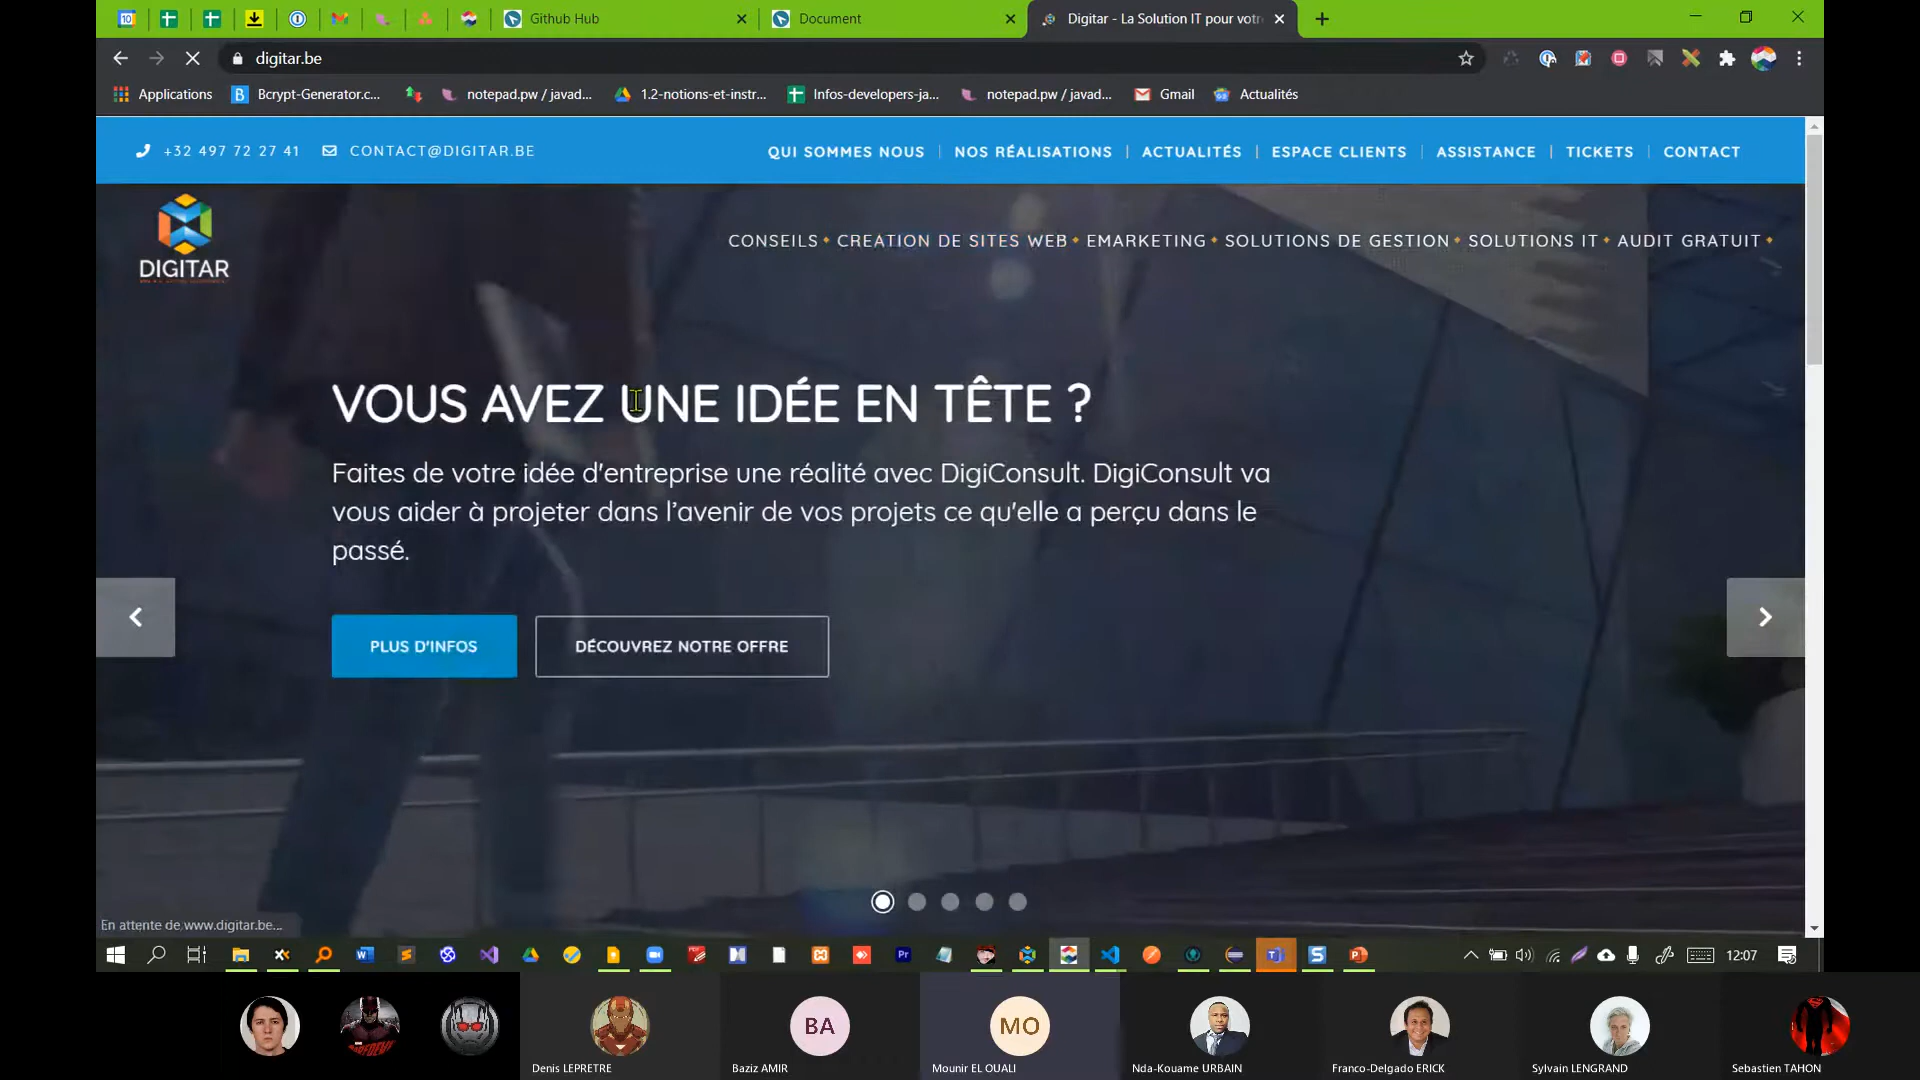 Github Hub
Document
Digitar - La Solution IT pour votr
digitar.be
Applications
Bcrypt-Generator.c...
notepad.pw / javad...
1.2-notions-et-instr...
Infos-developers-ja...
notepad.pw / javad...
Gmail
Actualités
+32 497 72 27 41
CONTACT@DIGITAR.BE
QUI SOMMES NOUS
NOS RÉALISATIONS
ACTUALITÉS
ESPACE CLIENTS
ASSISTANCE
TICKETS
CONTACT
DIGITAR
CONSEILS
CREATION DE SITES WEB
EMARKETING
SOLUTIONS DE GESTION
SOLUTIONS IT
AUDIT GRATUIT
VOUS AVEZ UNE IDÉE EN TÊTE ?
Faites de votre idée d'entreprise une réalité avec DigiConsult. DigiConsult va
vous aider à projeter dans l’avenir de vos projets ce qu'elle a perçu dans le
passé.
PLUS D'INFOS
DÉCOUVREZ NOTRE OFFRE
En attente de www.digitar.be...
12:07
BA
MO
Denis LEPRETRE
Baziz AMIR
Mounir EL OUALI
Nda-Kouame URBAIN
Franco-Delgado ERICK
Sylvain LENGRAND
Sebastien TAHON